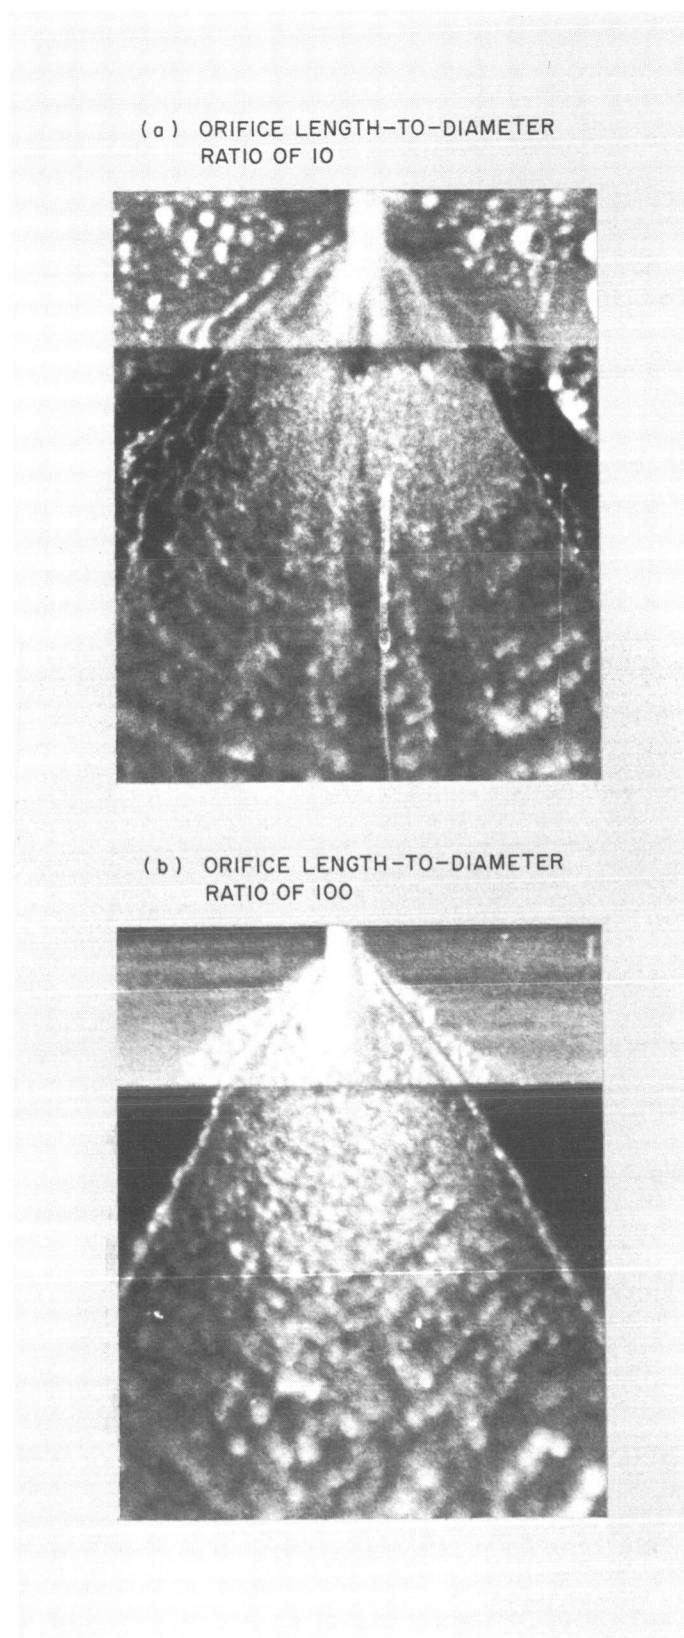 (a) ORIFICE LENGTH-TO-DIAMETER
RATIO OF 10
(b) ORIFICE LENGTH-TO-DIAMETER
RATIO OF 100